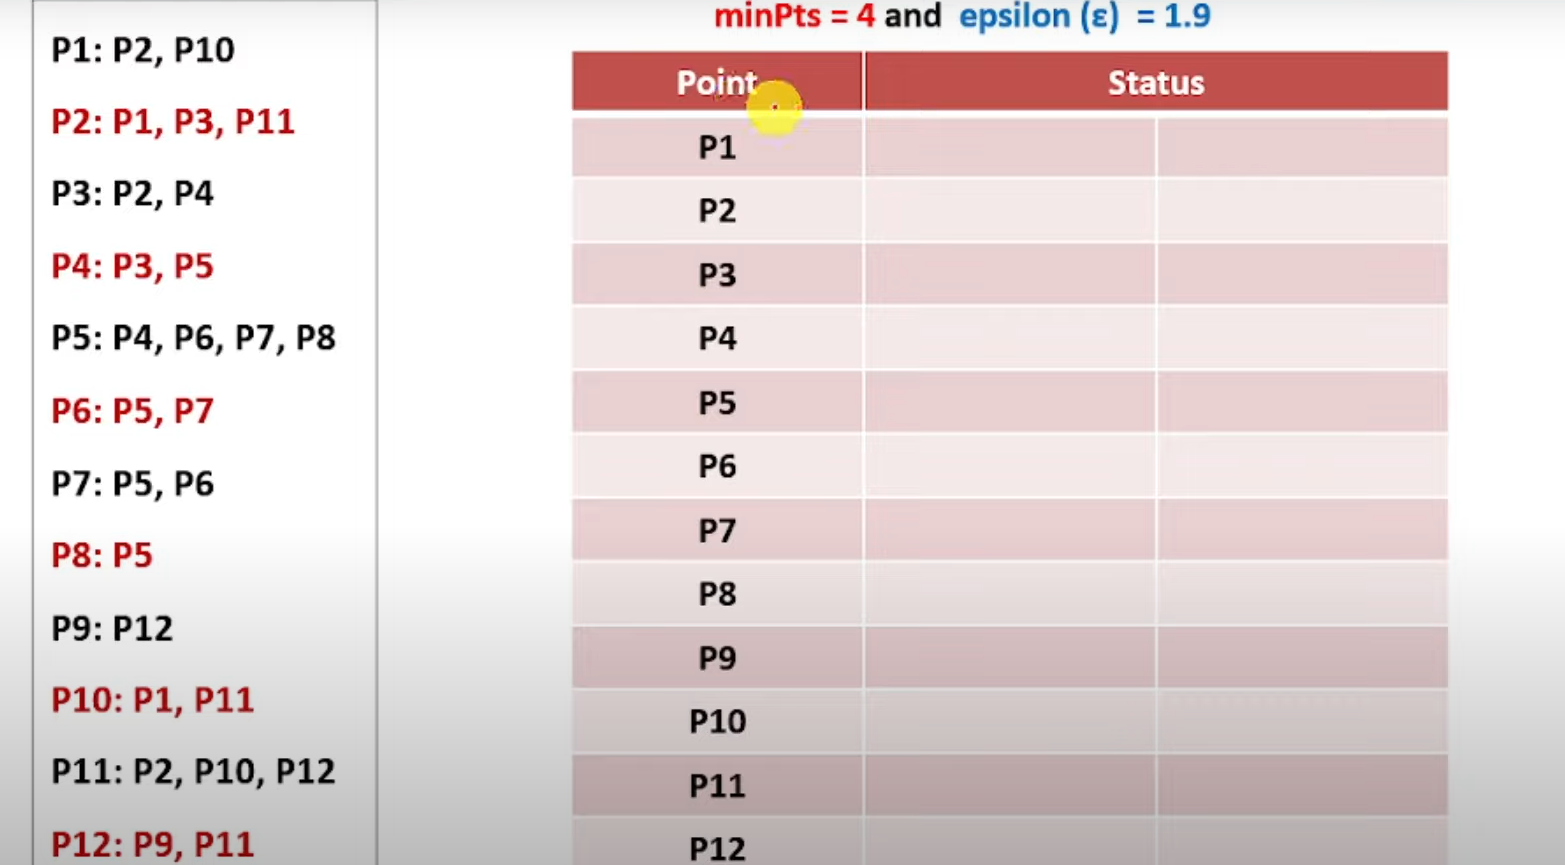 minPts = 4 and epsilon (ε) = 1.9
P1: P2, P10
P2: P1, P3, P11
P3: P2, P4
P4: P3, P5
P5: P4, P6, P7, P8
P6: P5, P7
P7: P5, P6
P8: P5
P9: P12
P10: P1, P11
P11: P2, P10, P12
P12: P9, P11
Point Status
P1
P2
P3
P4
P5
P6
P7
P8
P9
P10
P11
P12